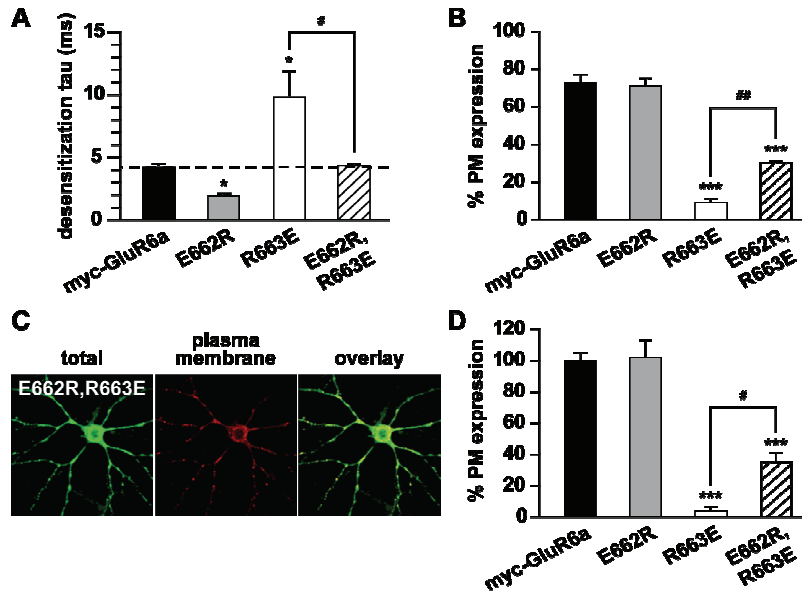 A
desensitization tau (ms)
15
10
5
0
*
*
#
myc-GluR6a
E662R
R663E
E662R,
R663E
B
% PM expression
100
80
60
40
20
0
***
***
##
myc-GluR6a
E662R
R663E
E662R,
R663E
C
total
plasma
membrane
overlay
E662R,R663E
D
% PM expression
120
100
80
60
40
20
0
***
***
#
myc-GluR6a
E662R
R663E
E662R,
R663E